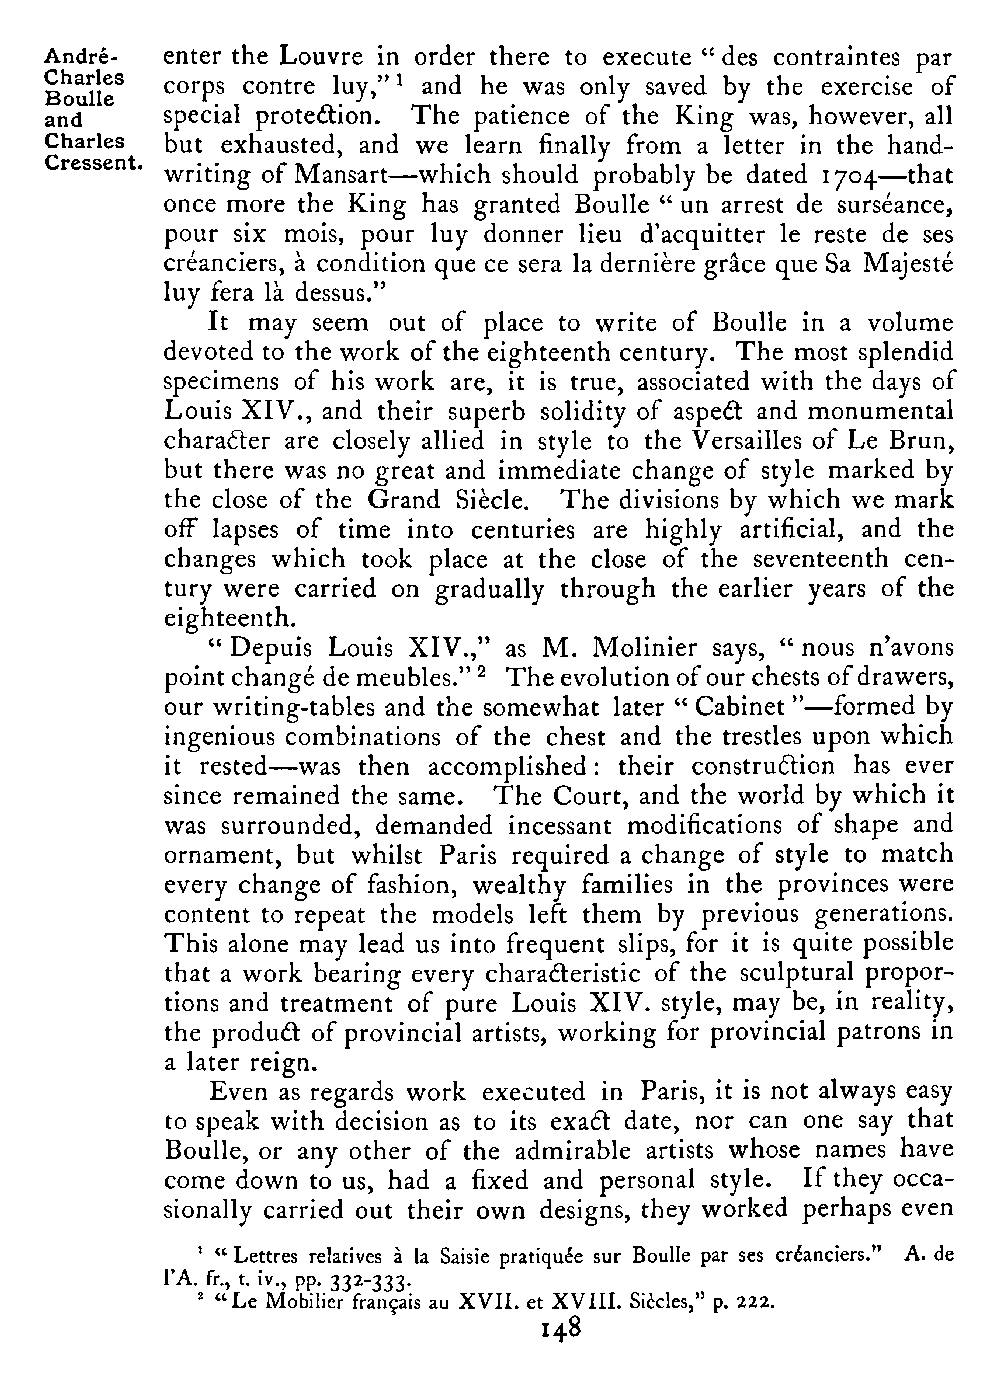 André-
Charles
Boulle
and
Charles
Cressent.
enter the Louvre in order there to execute “ des contraintes par
corps contre luy,” ¹ and he was only saved by the exercise of
special protection. The patience of the King was, however, all
but exhausted, and we learn finally from a letter in the hand-
writing of Mansart—which should probably be dated 1704—that
once more the King has granted Boulle “ un arrest de surséance,
pour six mois, pour luy donner lieu d’acquitter le reste de ses
créanciers, à condition que ce sera la dernière grâce que Sa Majesté
luy fera là dessus.”
It may seem out of place to write of Boulle in a volume
devoted to the work of the eighteenth century. The most splendid
specimens of his work are, it is true, associated with the days of
Louis XIV., and their superb solidity of aspect and monumental
character are closely allied in style to the Versailles of Le Brun,
but there was no great and immediate change of style marked by
the close of the Grand Siècle. The divisions by which we mark
off lapses of time into centuries are highly artificial, and the
changes which took place at the close of the seventeenth cen-
tury were carried on gradually through the earlier years of the
eighteenth.
“ Depuis Louis XIV.,” as M. Molinier says, “ nous n’avons
point changé de meubles.” ² The evolution of our chests of drawers,
our writing-tables and the somewhat later “ Cabinet ”—formed by
ingenious combinations of the chest and the trestles upon which
it rested—was then accomplished : their construction has ever
since remained the same. The Court, and the world by which it
was surrounded, demanded incessant modifications of shape and
ornament, but whilst Paris required a change of style to match
every change of fashion, wealthy families in the provinces were
content to repeat the models left them by previous generations.
This alone may lead us into frequent slips, for it is quite possible
that a work bearing every characteristic of the sculptural propor-
tions and treatment of pure Louis XIV. style, may be, in reality,
the product of provincial artists, working for provincial patrons in
a later reign.
Even as regards work executed in Paris, it is not always easy
to speak with decision as to its exact date, nor can one say that
Boulle, or any other of the admirable artists whose names have
come down to us, had a fixed and personal style. If they occa-
sionally carried out their own designs, they worked perhaps even
¹ “ Lettres relatives à la Saisie pratiquée sur Boulle par ses créanciers.” A. de
l’A. fr., t. iv., pp. 332-333.
² “ Le Mobilier français au XVII. et XVIII. Siècles,” p. 222.
148